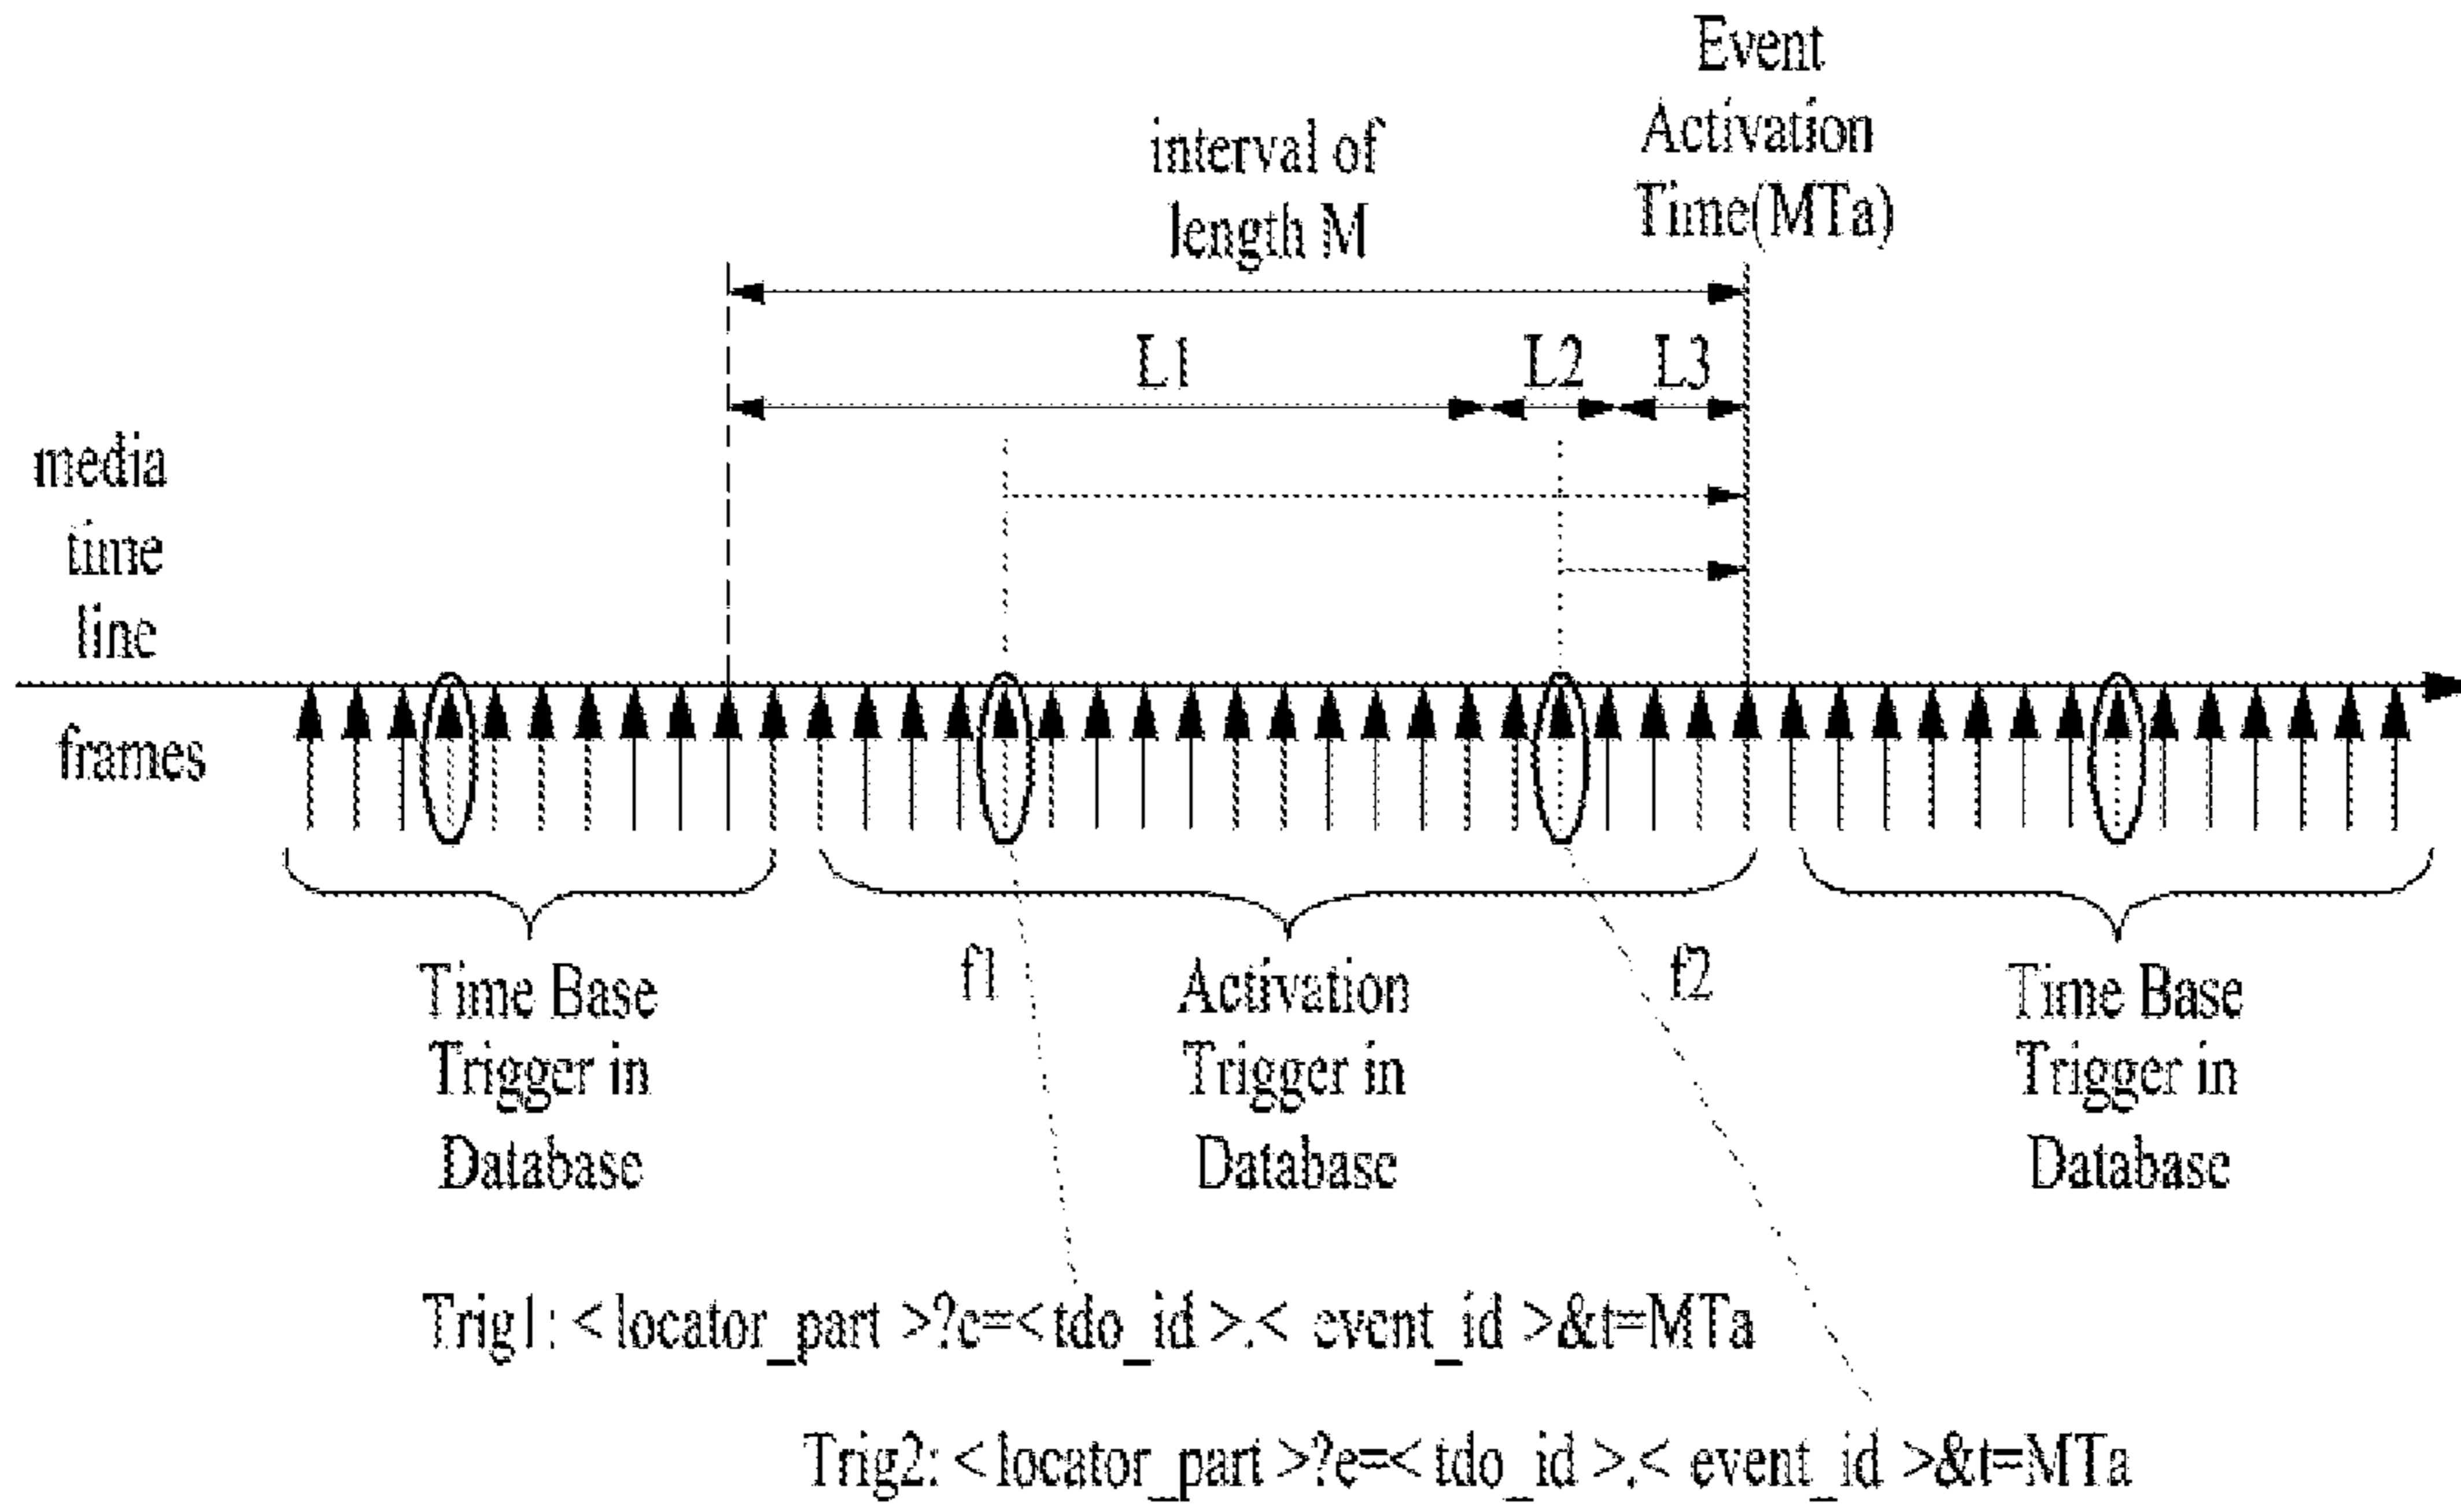 Event
Activation
Time(MTa)
interval of
length M
L1
L2
L3
media
time
line
frames
Time Base
Trigger in
Database
f1
Activation
Trigger in
Database
f2
Time Base
Trigger in
Database
Trig1: < locator_part >?e=< tdo_id >.< event_id >&t=MTa
Trig2: < locator_part >?e=< tdo_id >.< event_id >&t=MTa